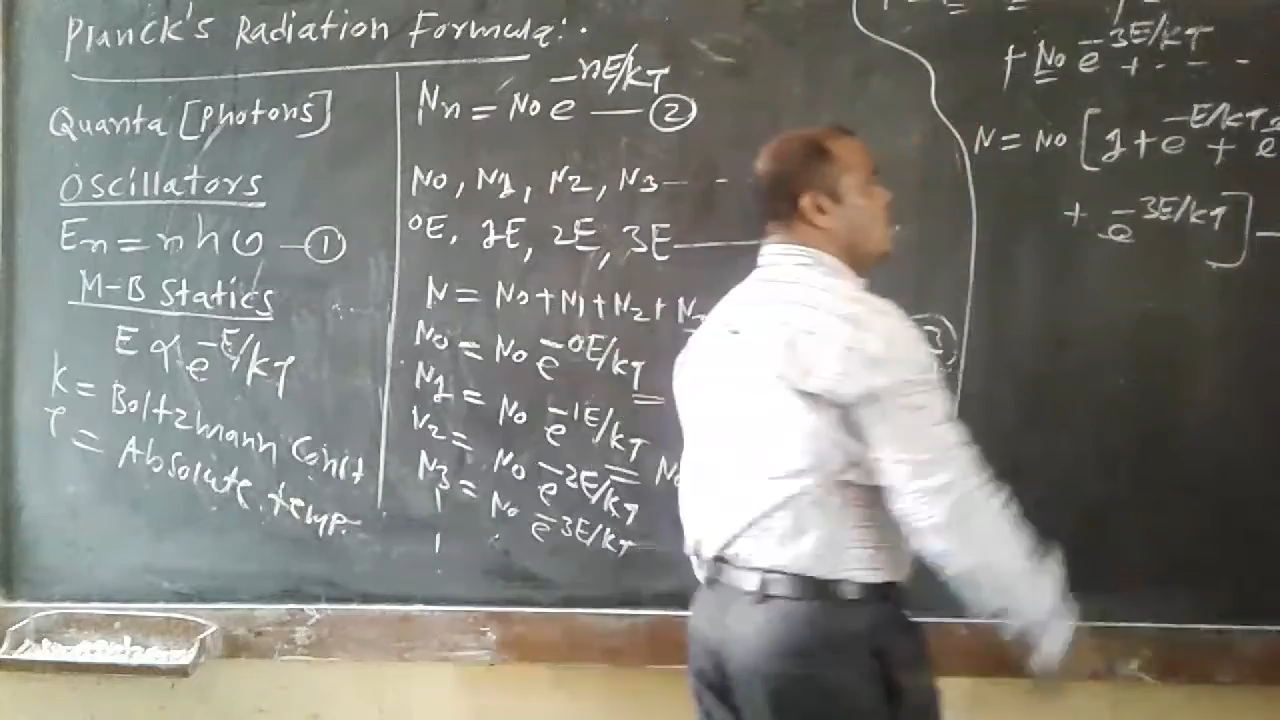 Planck's Radiation Formula:.
Quanta [Photons]
Oscillators
En = nhυ — ①
M-B Statics
E ∝ e^-E/kT
k = Boltzmann Const
T = Absolute temp.
Nn = No e^-nE/kT — ②
No, N1, N2, N3 - - -
0E, 1E, 2E, 3E —
N = No + N1 + N2 +
No = No e^-0E/kT
N1 = No e^-1E/kT
N2 = No e^-2E/kT
N3 = No e^-3E/kT
+ No e^-3E/kT + - - -
N = No [1 + e^-E/kT + e
+ e^-3E/kT] —